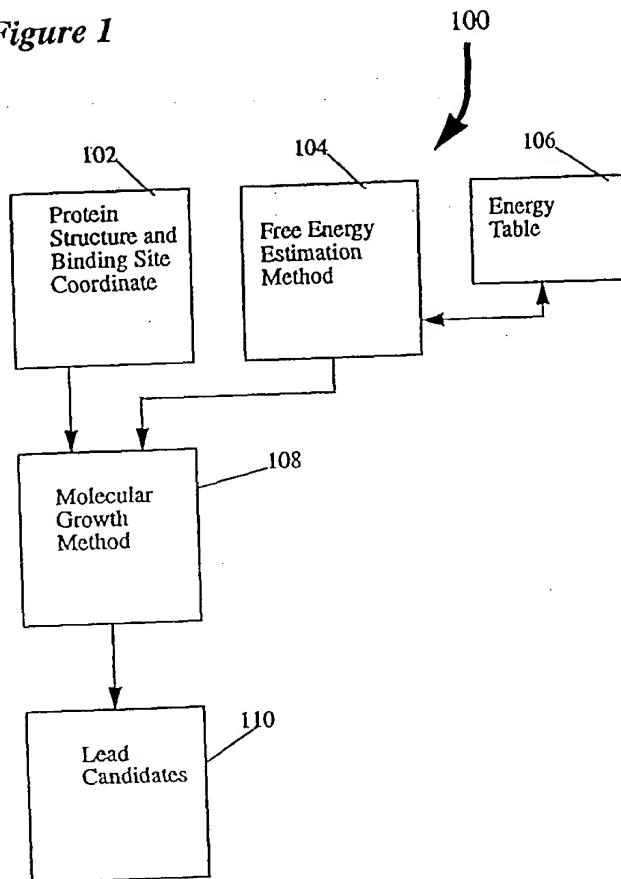 Figure 1
100
102
104
106
Protein
Structure and
Binding Site
Coordinate
Free Energy
Estimation
Method
Energy
Table
108
Molecular
Growth
Method
110
Lead
Candidates